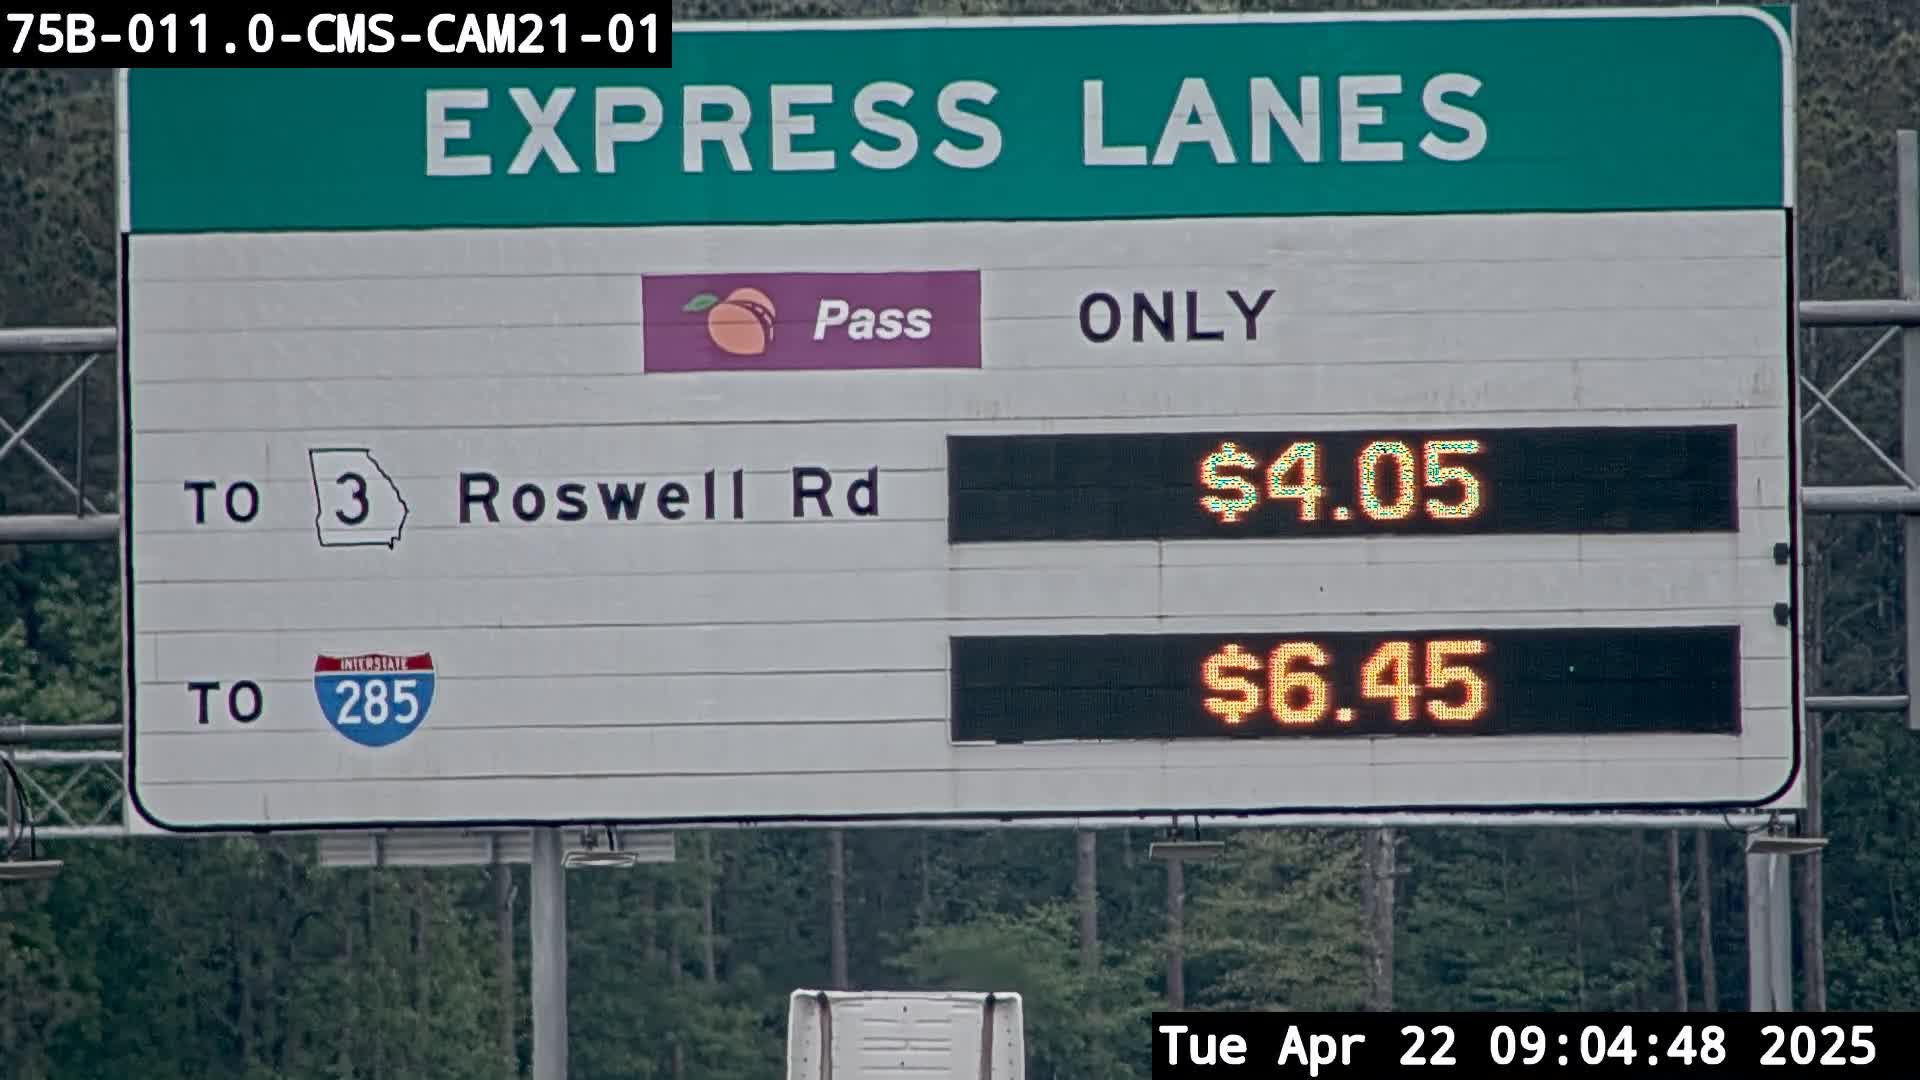 75B-011.0-CMS-CAM21-01
EXPRESS LANES
Pass ONLY
TO 3 Roswell Rd $4.05
INTERSTATE
TO 285 $6.45
Tue Apr 22 09:04:48 2025